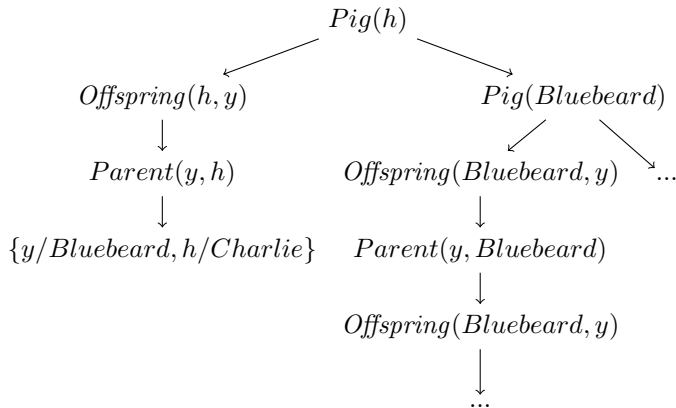 Pig(h)
Offspring(h, y)
Pig(Bluebeard)
Parent(y, h)
Offspring(Bluebeard, y)
...
{y/Bluebeard, h/Charlie}
Parent(y, Bluebeard)
Offspring(Bluebeard, y)
...